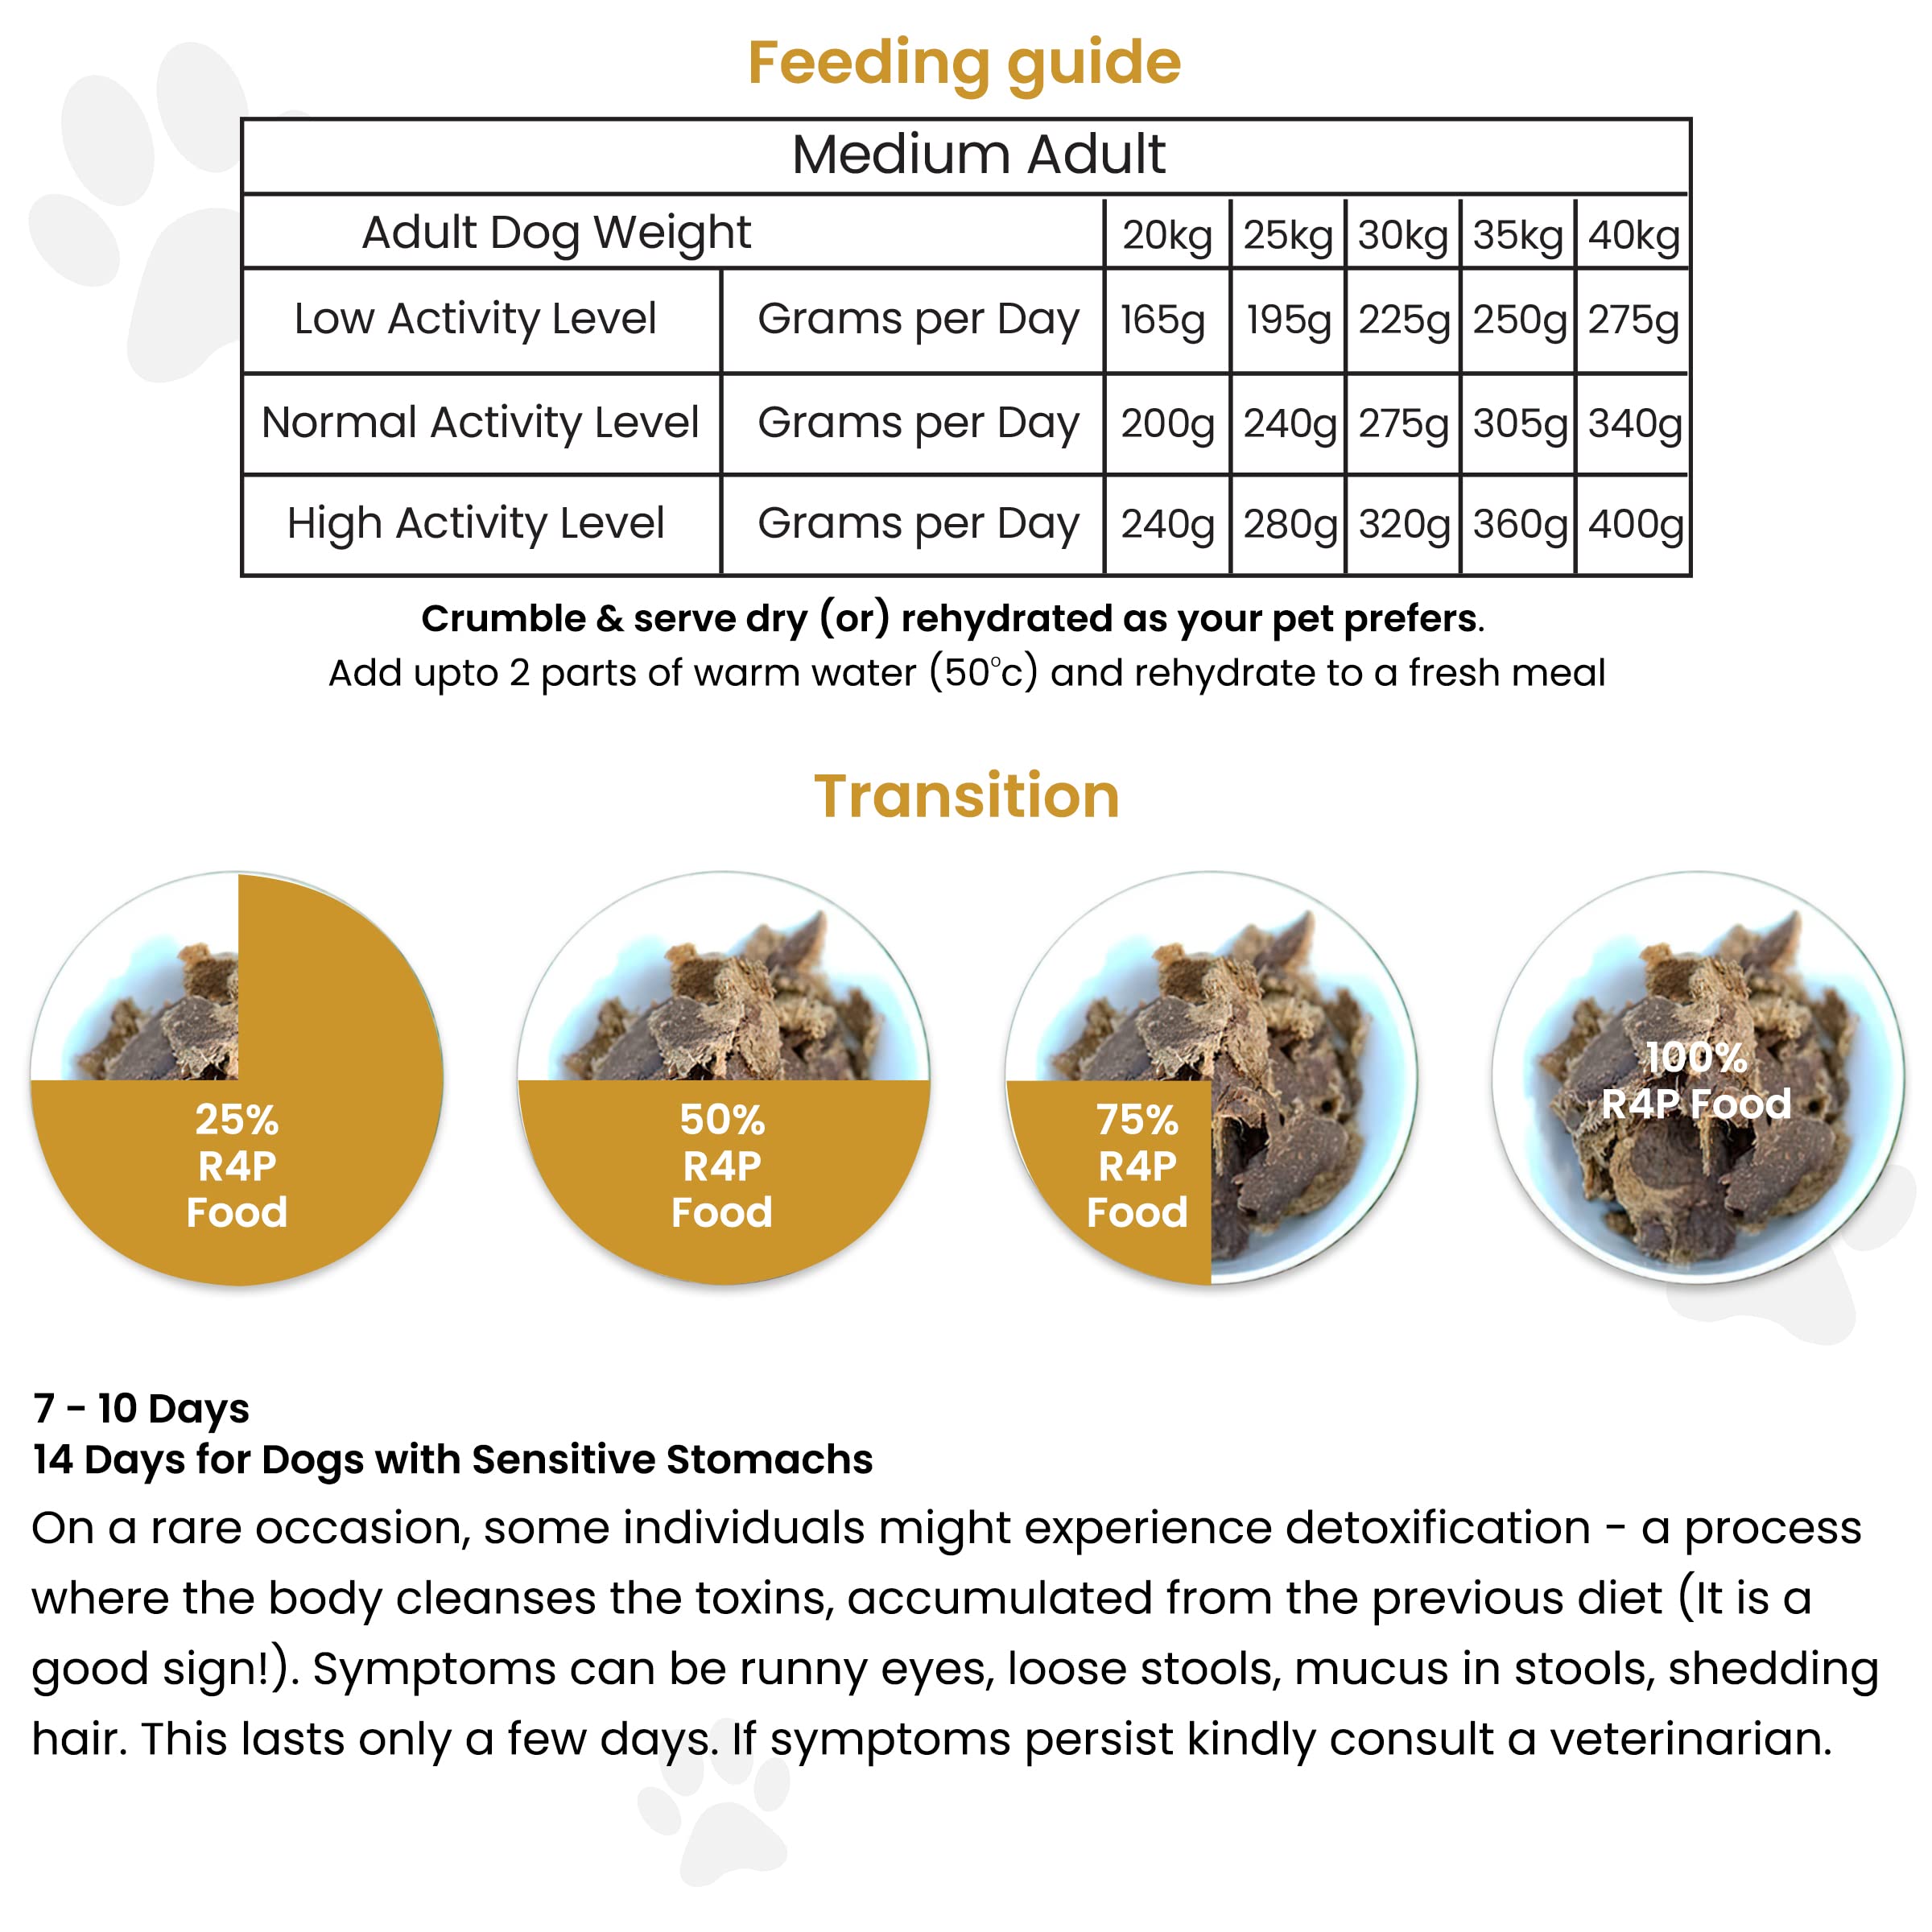 Feeding guide
Medium Adult
Adult Dog Weight 20kg 25kg 30kg 35kg 40kg
Low Activity Level Grams per Day 165g 195g 225g 250g 275g
Normal Activity Level Grams per Day 200g 240g 275g 305g 340g
High Activity Level Grams per Day 240g 280g 320g 360g 400g
Crumble & serve dry (or) rehydrated as your pet prefers.
Add upto 2 parts of warm water (50°c) and rehydrate to a fresh meal
Transition
25%
R4P
Food
50%
R4P
Food
75%
R4P
Food
100%
R4P Food
7 - 10 Days
14 Days for Dogs with Sensitive Stomachs
On a rare occasion, some individuals might experience detoxification - a process
where the body cleanses the toxins, accumulated from the previous diet (It is a
good sign!). Symptoms can be runny eyes, loose stools, mucus in stools, shedding
hair. This lasts only a few days. If symptoms persist kindly consult a veterinarian.